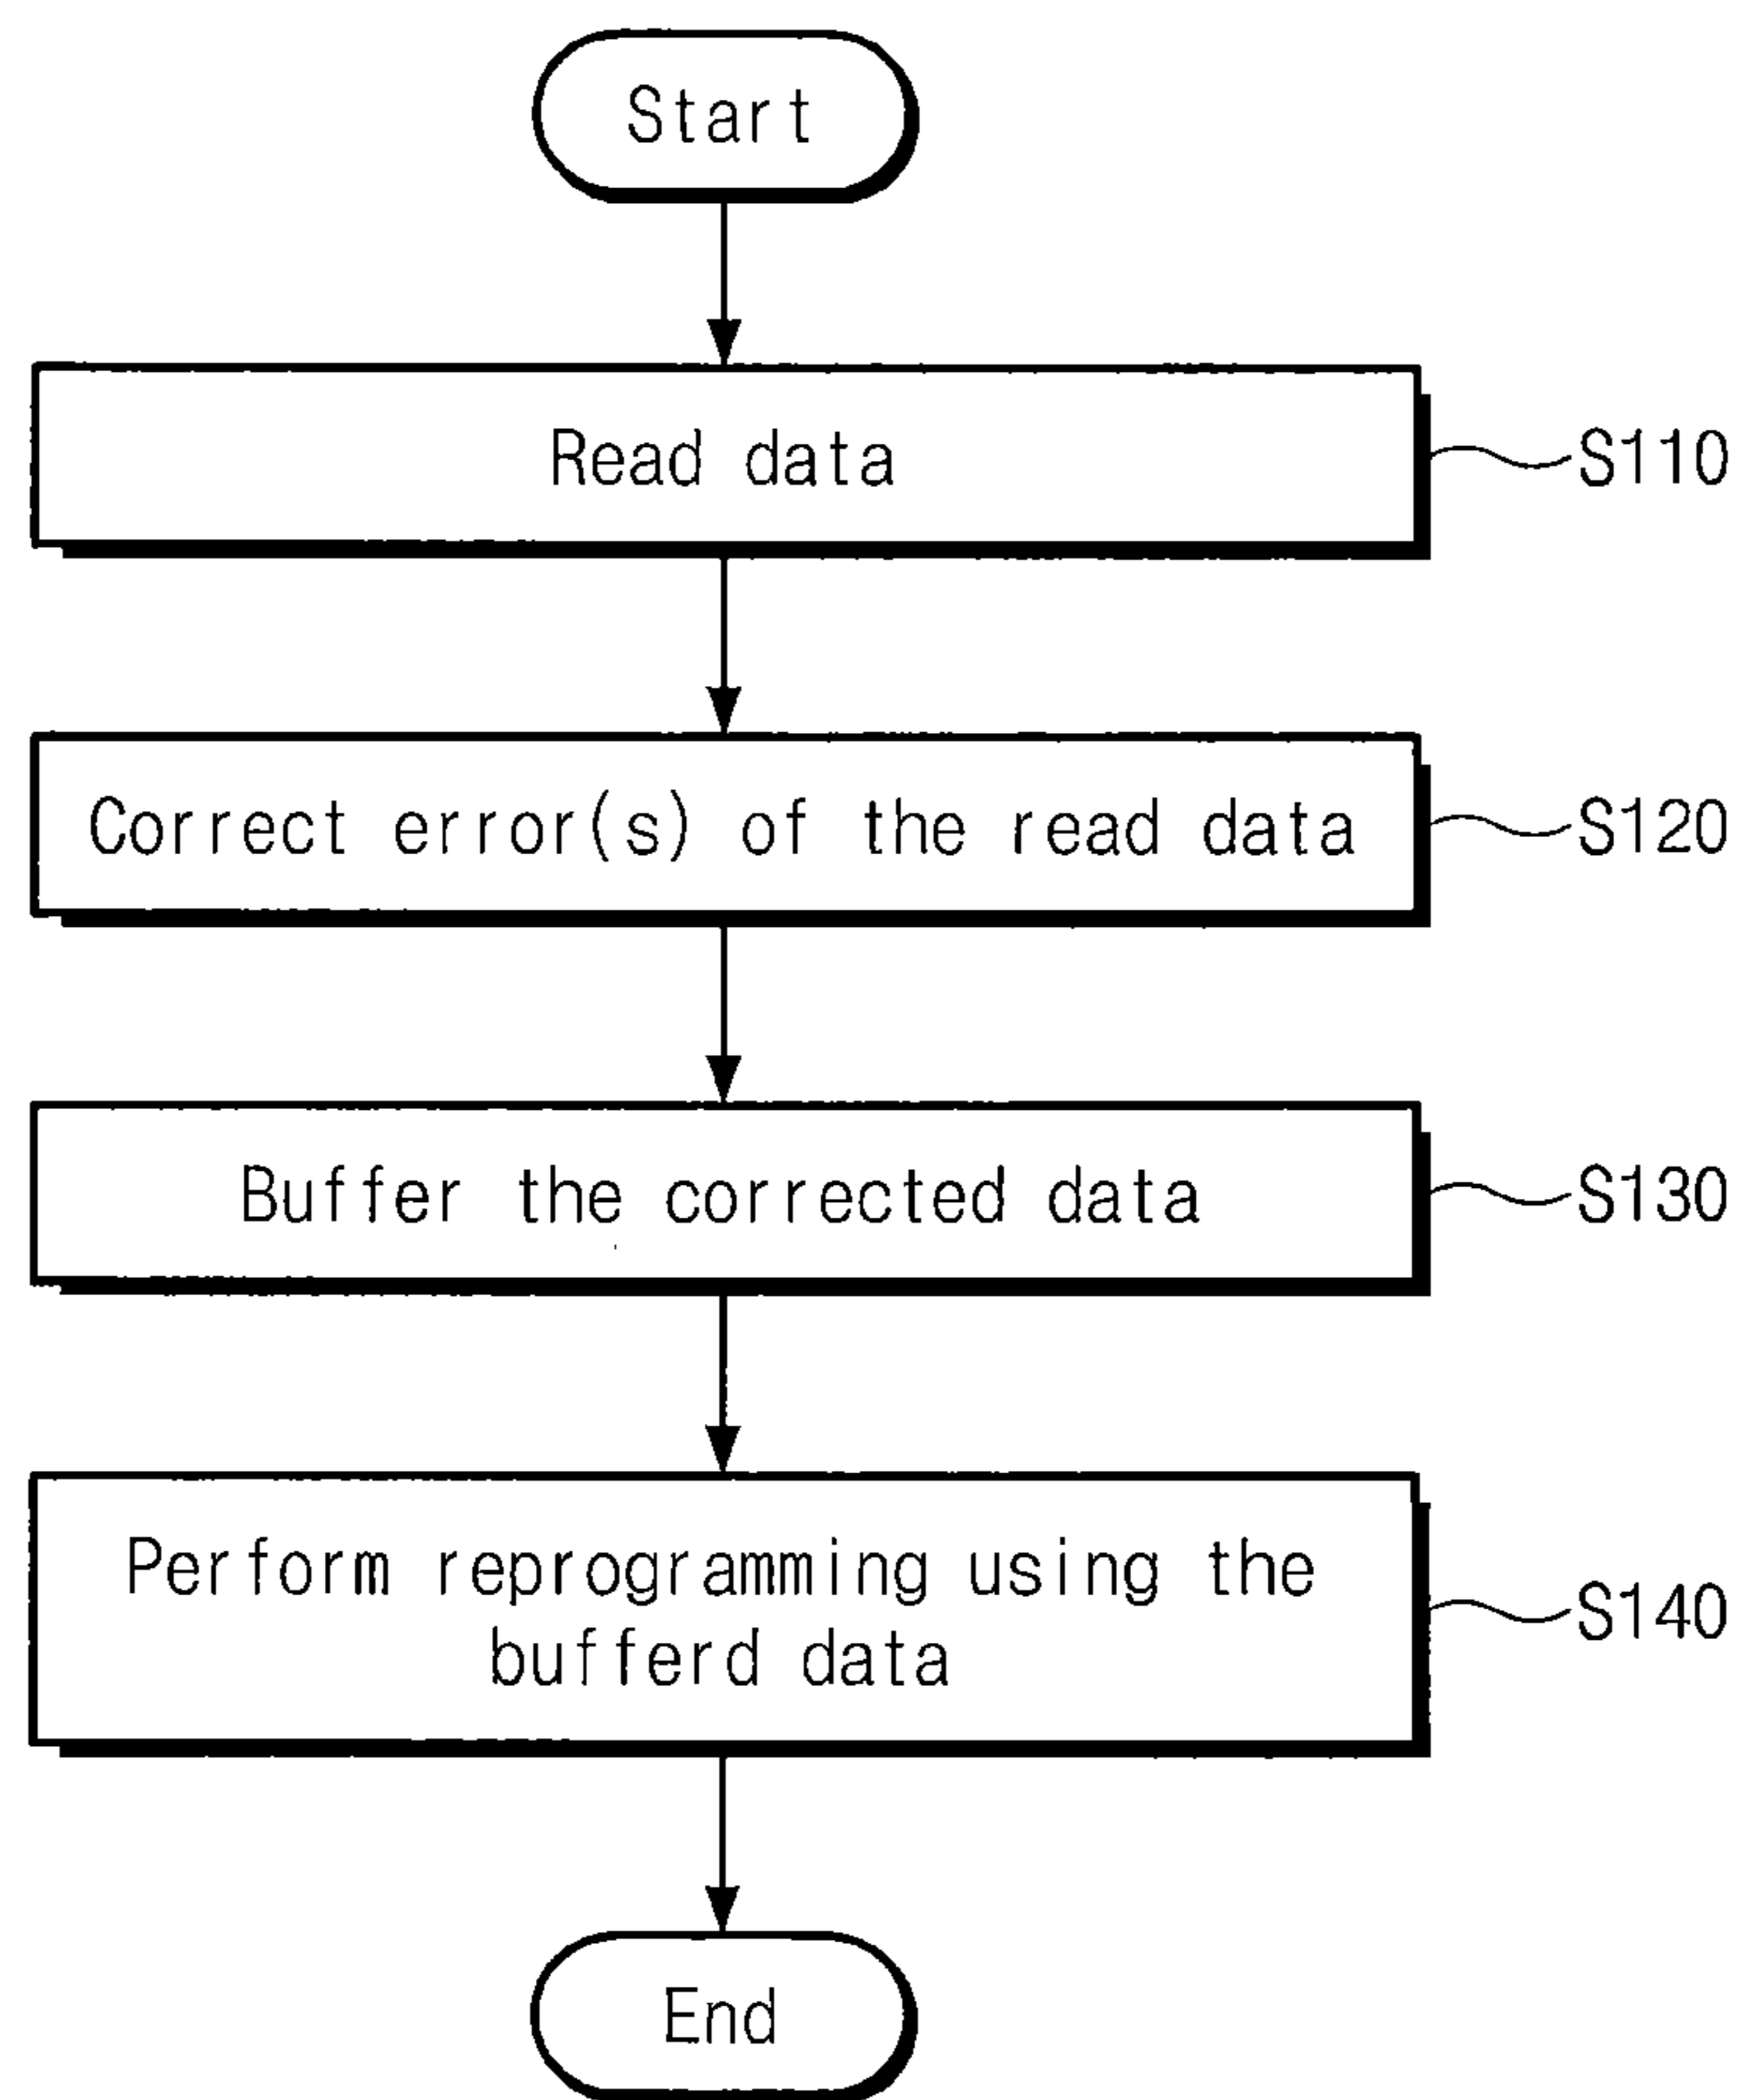 Start
Read data
S110
Correct error(s) of the read data
S120
Buffer the corrected data
S130
Perform reprogramming using the
bufferd data
S140
End